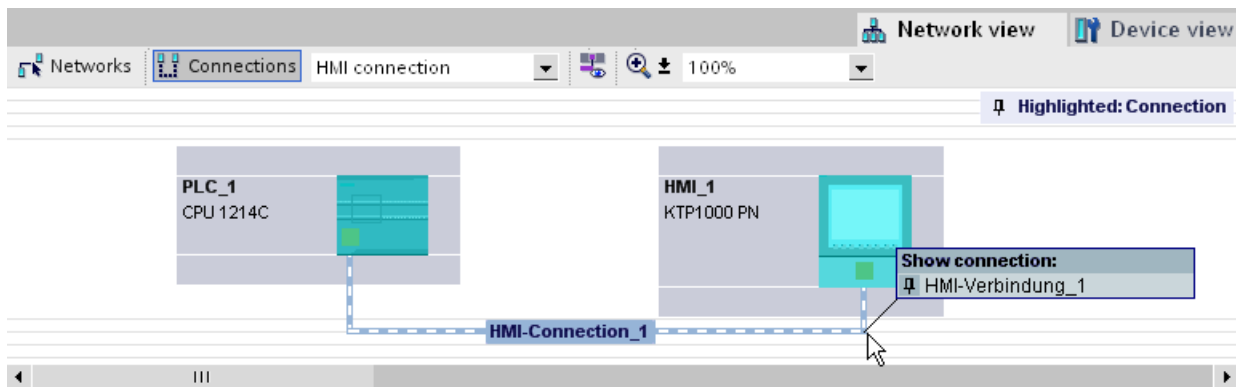 Network view Device view
Networks Connections HMI connection 100%
Highlighted: Connection
PLC_1 HMI_1
CPU 1214C KTP1000 PN
Show connection:
HMI-Verbindung_1
HMI-Connection_1